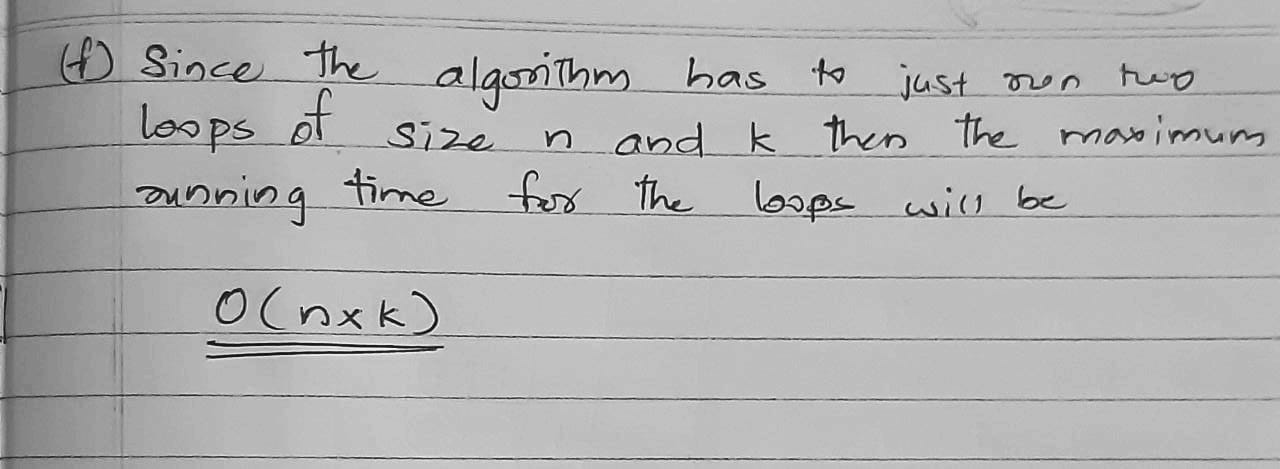 (f) Since the algorithm has to just run two
loops of size n and k then the maximum
running time for the loops will be
O(n×k)